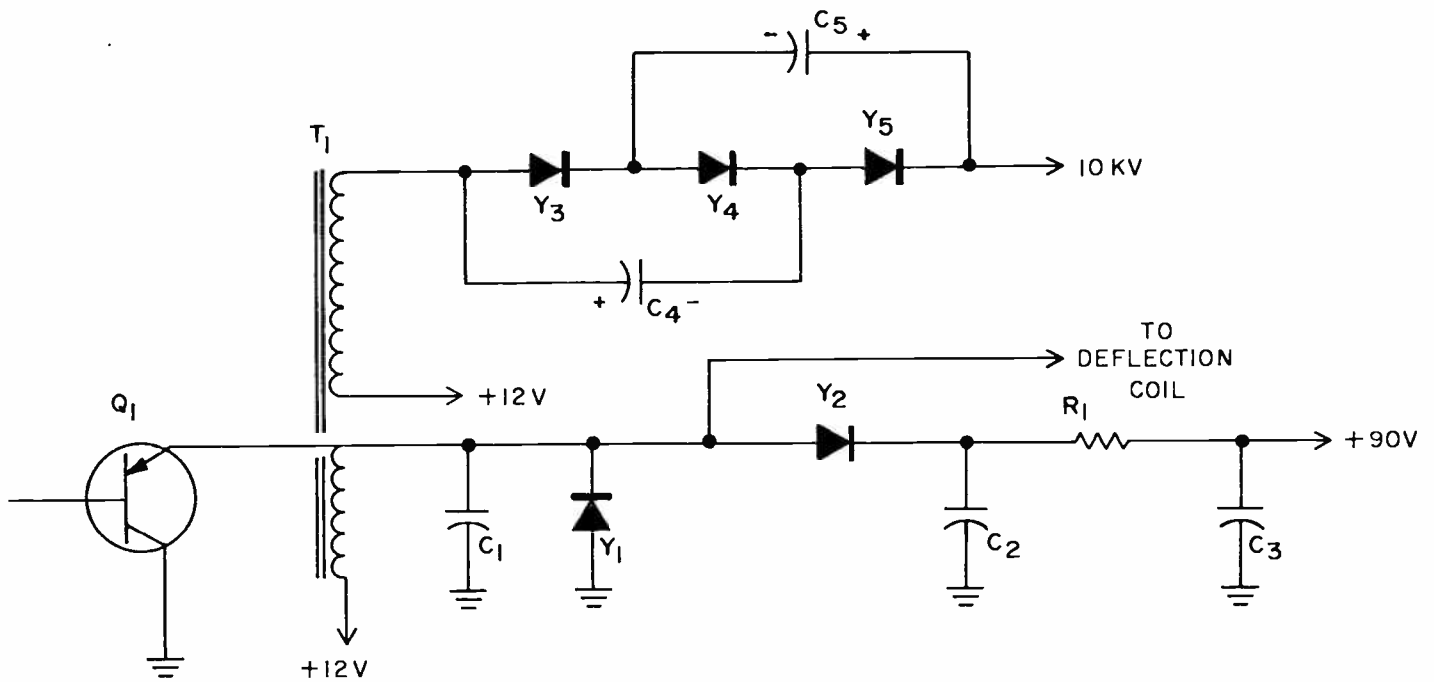 - C5 +
T1
Y5
10 KV
Y3
Y4
+ C4 -
TO
DEFLECTION
COIL
+12V
Q1
Y2
R1
+90V
C1
Y1
C2
C3
+12V